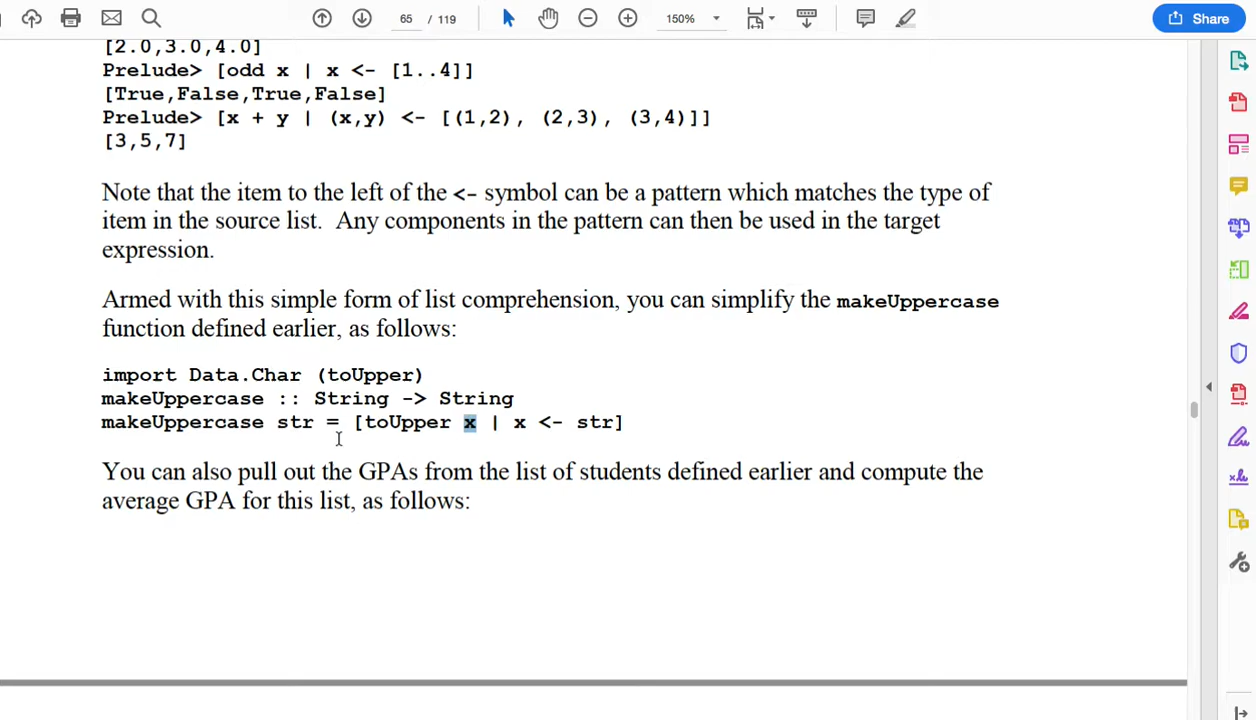 65 / 119
150%
Share
[2.0,3.0,4.0]
Prelude> [odd x | x <- [1..4]]
[True,False,True,False]
Prelude> [x + y | (x,y) <- [(1,2), (2,3), (3,4)]]
[3,5,7]
Note that the item to the left of the <- symbol can be a pattern which matches the type of
item in the source list. Any components in the pattern can then be used in the target
expression.
Armed with this simple form of list comprehension, you can simplify the makeUppercase
function defined earlier, as follows:
import Data.Char (toUpper)
makeUppercase :: String -> String
makeUppercase str = [toUpper x | x <- str]
You can also pull out the GPAs from the list of students defined earlier and compute the
average GPA for this list, as follows: